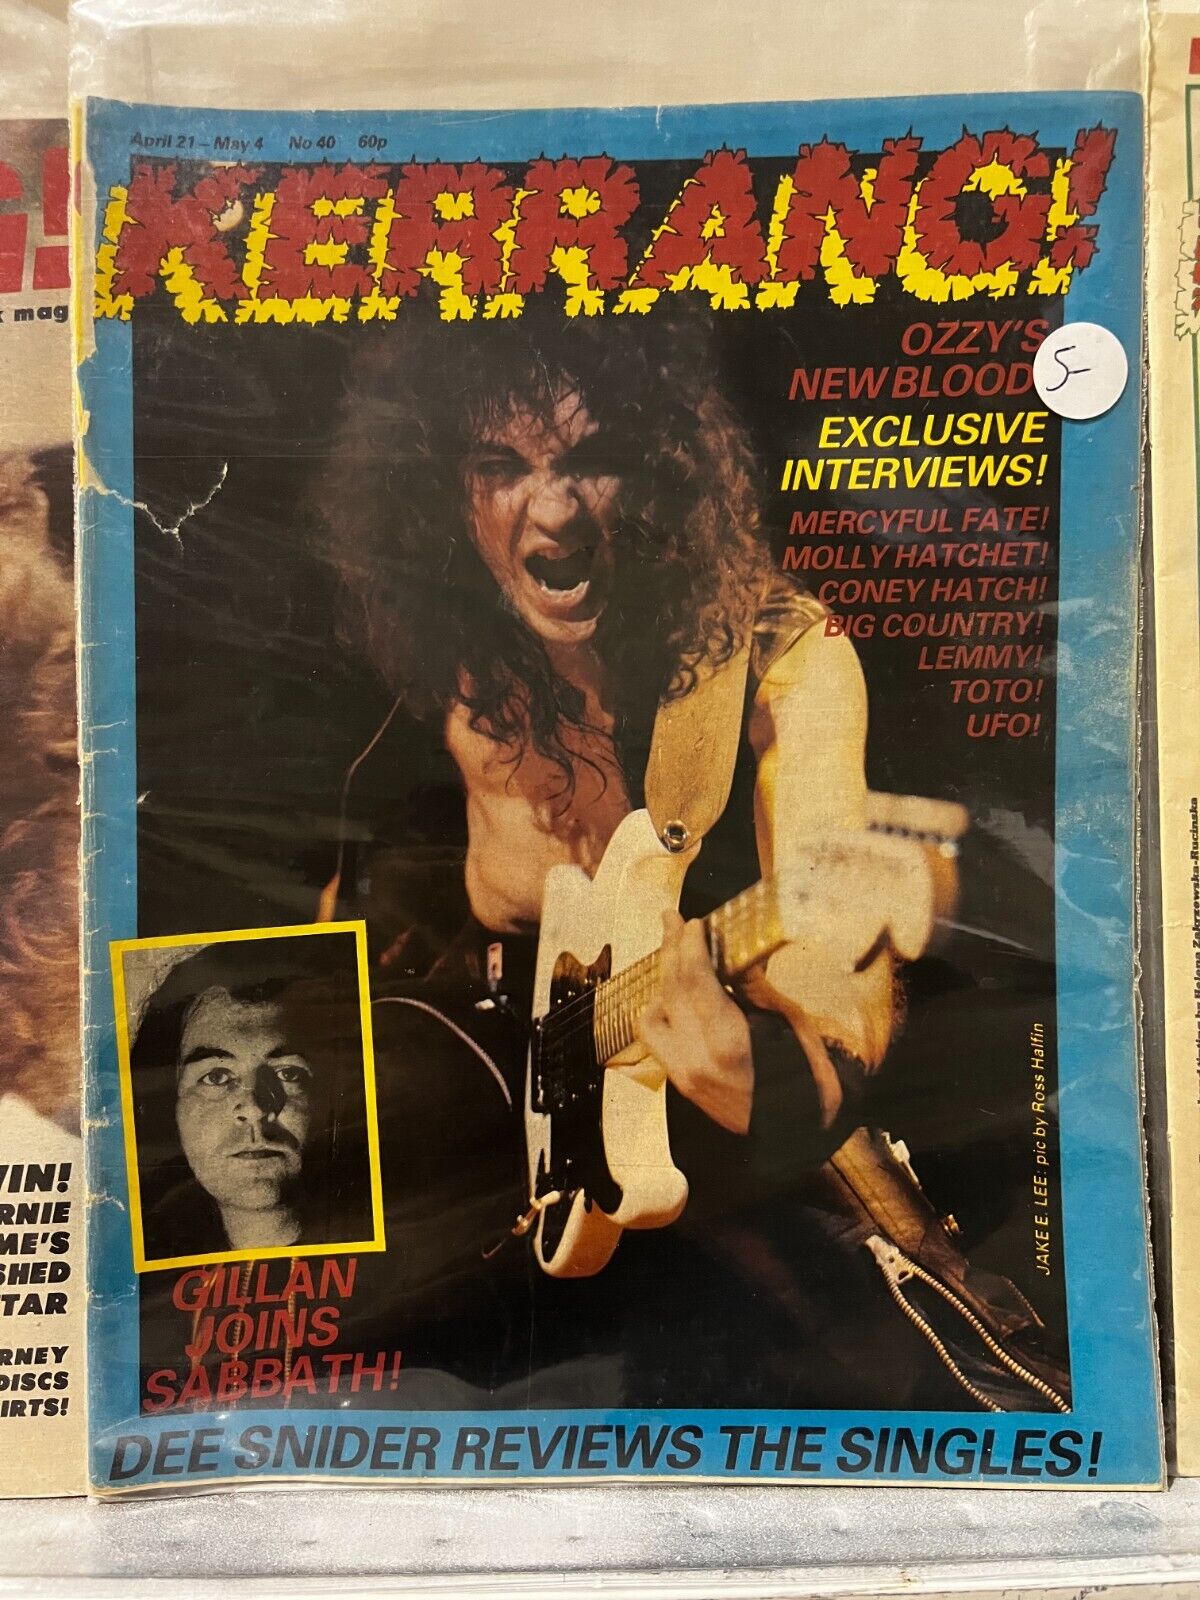 April 21 – May 4 No 40 60p
KERRANG!
OZZY'S
NEW BLOOD
5-
EXCLUSIVE
INTERVIEWS!
MERCYFUL FATE!
MOLLY HATCHET!
CONEY HATCH!
BIG COUNTRY!
LEMMY!
TOTO!
UFO!
JAKE E. LEE: pic by Ross Halfin
GILLAN
JOINS
SABBATH!
DEE SNIDER REVIEWS THE SINGLES!
G!
mag
IN!
RNIE
ME'S
SHED
TAR
RNEY
DISCS
IRTS!